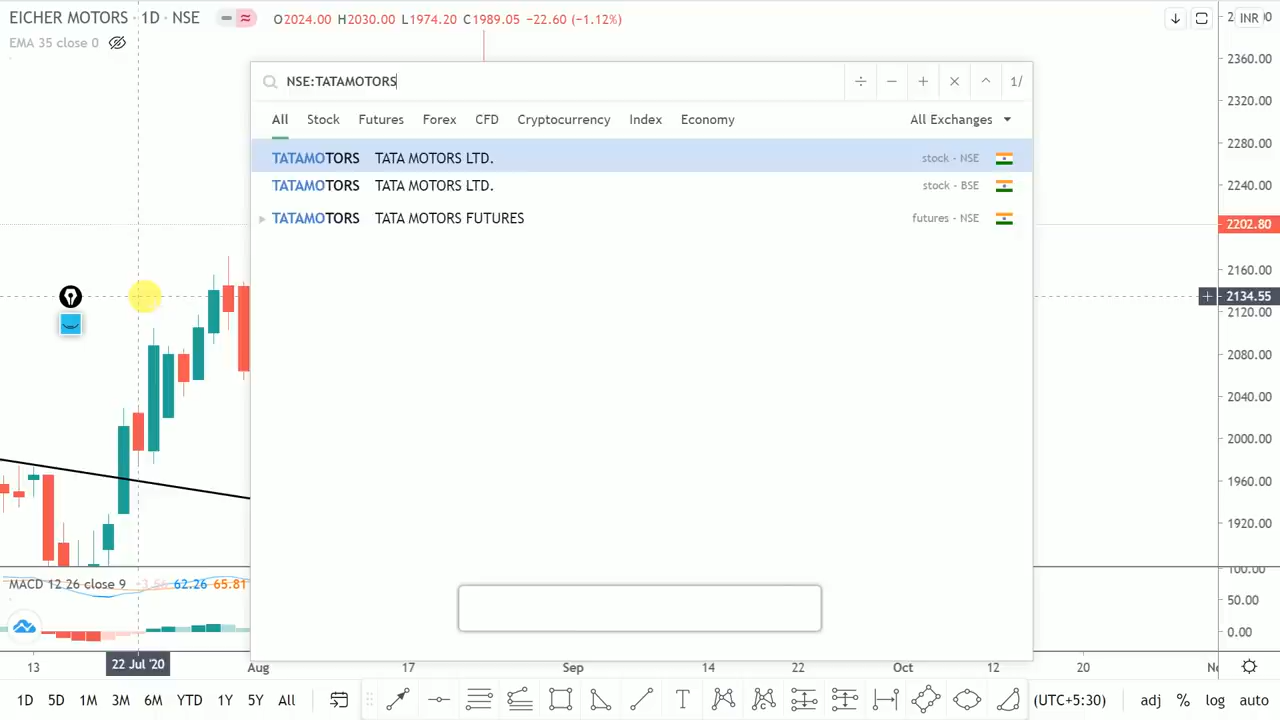 EICHER MOTORS · 1D · NSE O2024.00 H2030.00 L1974.20 C1989.05 −22.60 (−1.12%)
EMA 35 close 0
INR
NSE:TATAMOTORS ÷ − + × ^ 1/
All Stock Futures Forex CFD Cryptocurrency Index Economy All Exchanges
TATAMOTORS TATA MOTORS LTD. stock - NSE
TATAMOTORS TATA MOTORS LTD. stock - BSE
TATAMOTORS TATA MOTORS FUTURES futures - NSE
2360.00
2320.00
2280.00
2240.00
2202.80
2160.00
2134.55
2120.00
2080.00
2040.00
2000.00
1960.00
1920.00
MACD 12 26 close 9 −3.56 62.26 65.81
100.00
50.00
0.00
13 22 Jul '20 Aug 17 Sep 14 22 Oct 12 20
1D 5D 1M 3M 6M YTD 1Y 5Y All T (UTC+5:30) adj % log auto